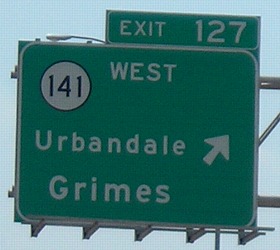 EXIT 127
141 WEST
Urbandale
Grimes